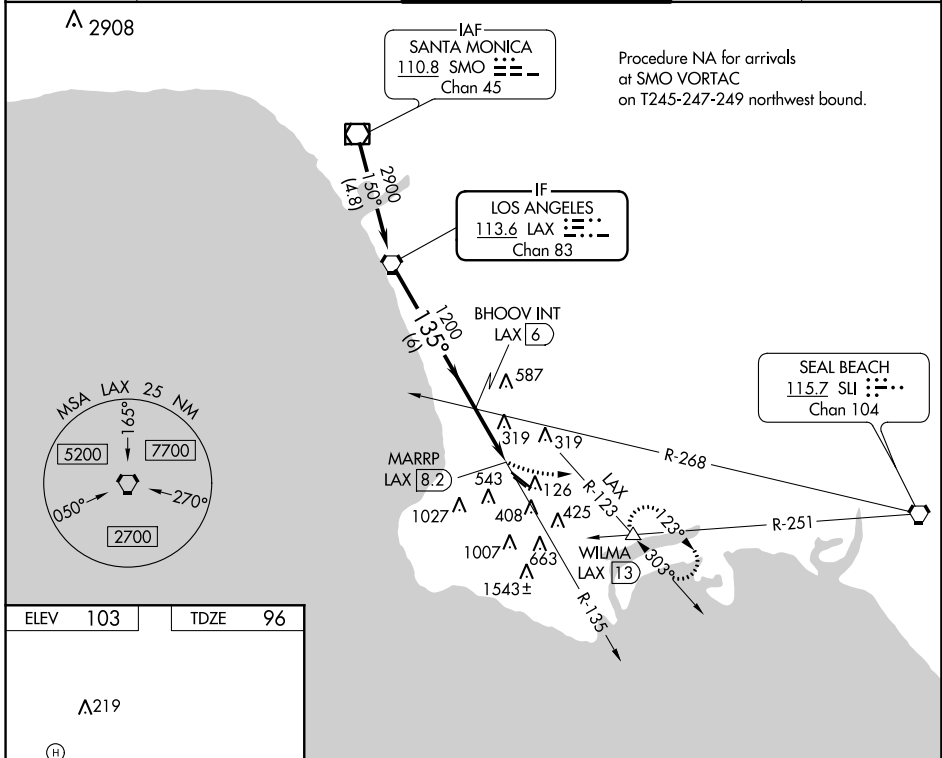 2908
IAF
SANTA MONICA
110.8 SMO
Chan 45
Procedure NA for arrivals
at SMO VORTAC
on T245-247-249 northwest bound.
2900
150°
(4.8)
IF
LOS ANGELES
113.6 LAX
Chan 83
1200
135°
(6)
BHOOV INT
LAX 6
587
SEAL BEACH
115.7 SLI
Chan 104
MSA LAX 25 NM
165°
5200
7700
050°
270°
2700
319
319
R-268
MARRP
LAX 8.2
543
126
LAX
R-123
1027
408
425
123°
R-251
1007
663
WILMA
LAX 13
303°
1543±
R-135
ELEV 103
TDZE 96
219
H